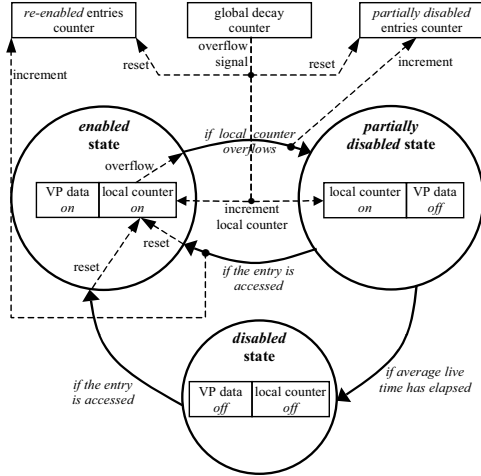 re-enabled entries
counter
global decay
counter
partially disabled
entries counter
overflow
signal
increment
reset
reset
increment
enabled
state
if local counter
overflows
partially
disabled state
overflow
VP data
on
local counter
on
increment
local counter
local counter
on
VP data
off
reset
reset
if the entry is
accessed
disabled
state
if the entry
is accessed
VP data
off
local counter
off
if average live
time has elapsed